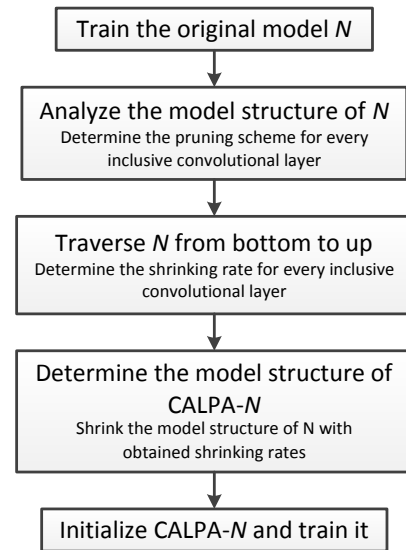 Train the original model N
Analyze the model structure of N
Determine the pruning scheme for every
inclusive convolutional layer
Traverse N from bottom to up
Determine the shrinking rate for every inclusive
convolutional layer
Determine the model structure of
CALPA-N
Shrink the model structure of N with
obtained shrinking rates
Initialize CALPA-N and train it